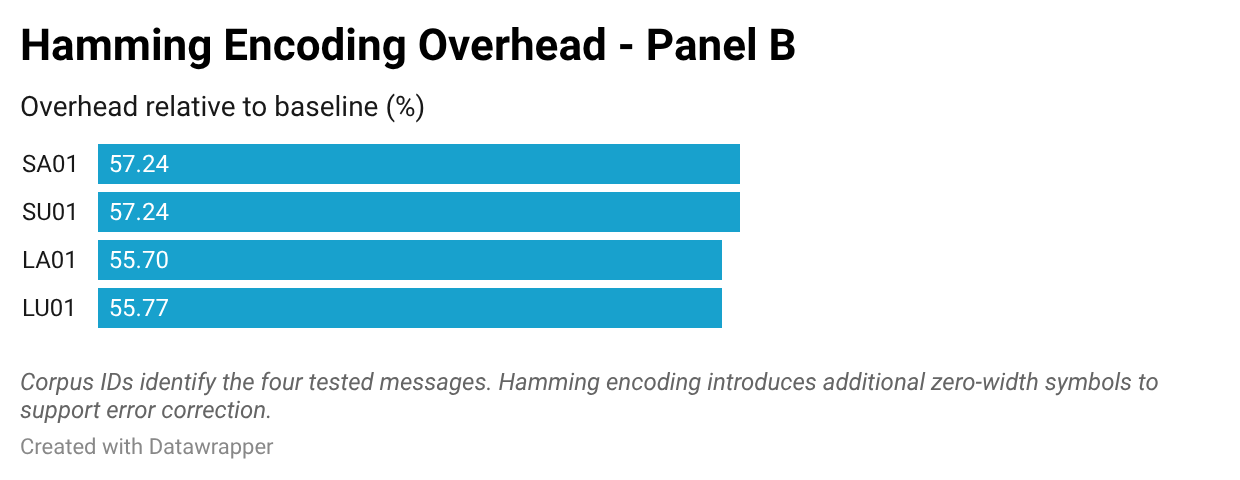 Hamming Encoding Overhead - Panel B
Overhead relative to baseline (%)
SA01 57.24
SU01 57.24
LA01 55.70
LU01 55.77
Corpus IDs identify the four tested messages. Hamming encoding introduces additional zero-width symbols to
support error correction.
Created with Datawrapper